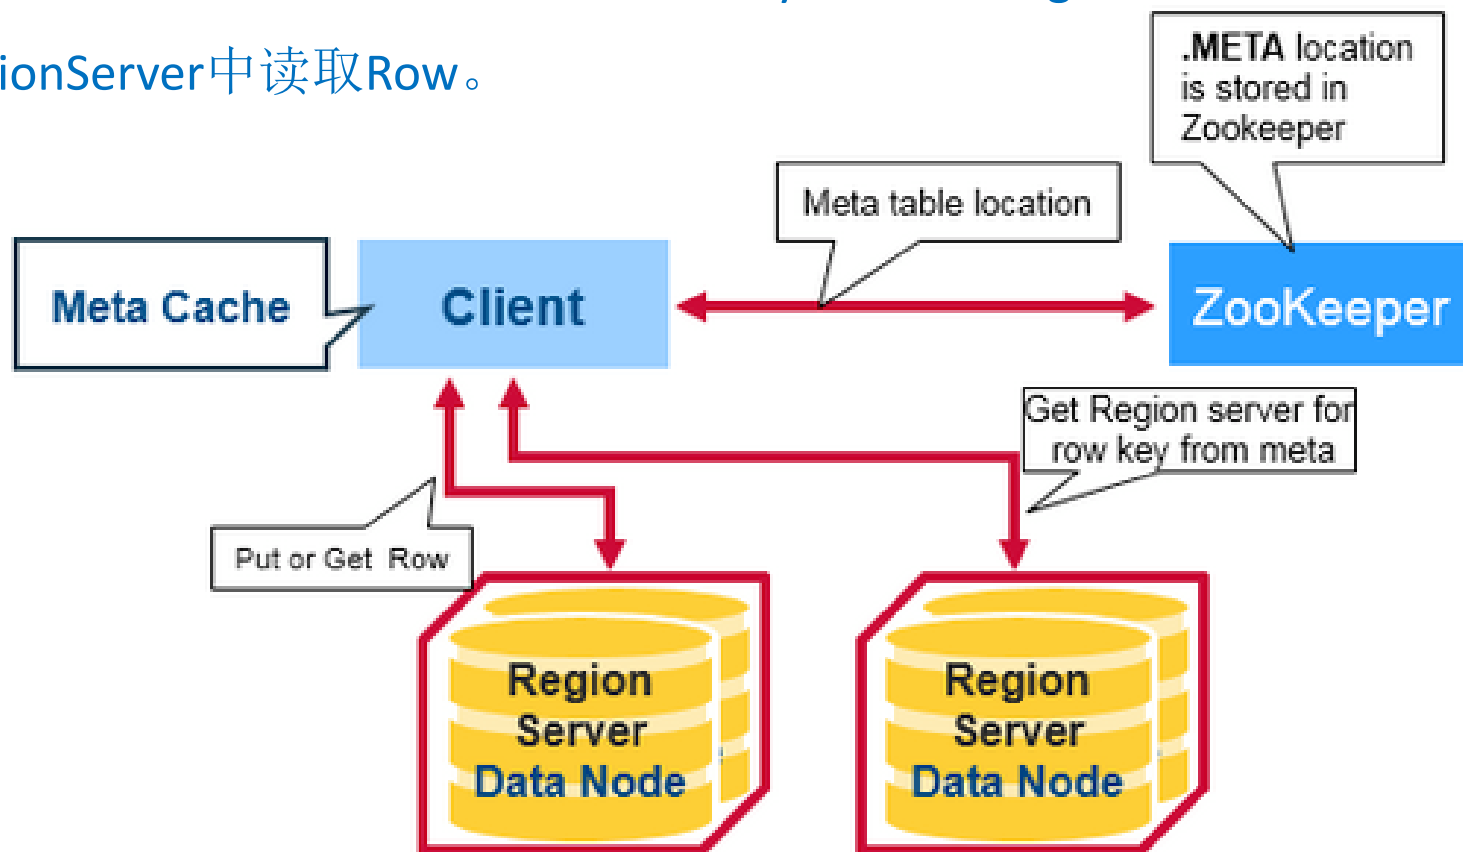 ionServer中读取Row。
.META location
is stored in
Zookeeper
Meta table location
Meta Cache
Client
ZooKeeper
Get Region server for
row key from meta
Put or Get Row
Region
Server
Data Node
Region
Server
Data Node